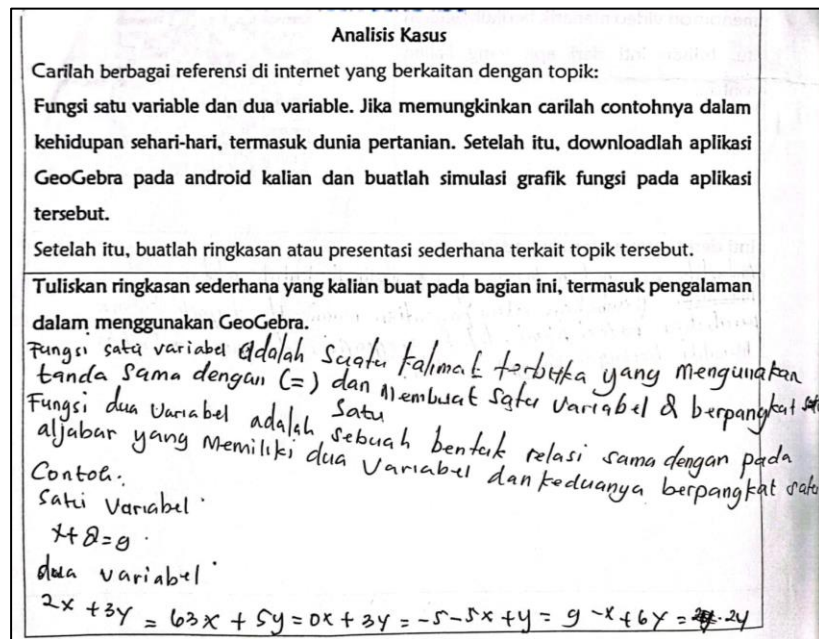 Analisis Kasus
Carilah berbagai referensi di internet yang berkaitan dengan topik:
Fungsi satu variable dan dua variable. Jika memungkinkan carilah contohnya dalam
kehidupan sehari-hari, termasuk dunia pertanian. Setelah itu, downloadlah aplikasi
GeoGebra pada android kalian dan buatlah simulasi grafik fungsi pada aplikasi
tersebut.
Setelah itu, buatlah ringkasan atau presentasi sederhana terkait topik tersebut.
Tuliskan ringkasan sederhana yang kalian buat pada bagian ini, termasuk pengalaman
dalam menggunakan GeoGebra.
Fungsi satu variabel adalah suatu kalimat terbuka yang mengunakan
tanda sama dengan (=) dan Membuat satu variabel & berpangkat
Satu
Fungsi dua variabel adalah sebuah bentuk relasi sama dengan pada
aljabar yang Memiliki dua Variabel dan keduanya berpangkat satu
Contoh:
Satu Variabel
x+8=9
dua variabel
2x + 3y = 63x + 5y = 0x + 3y = -5 -5x + y = 9 -x + 6y = 2y